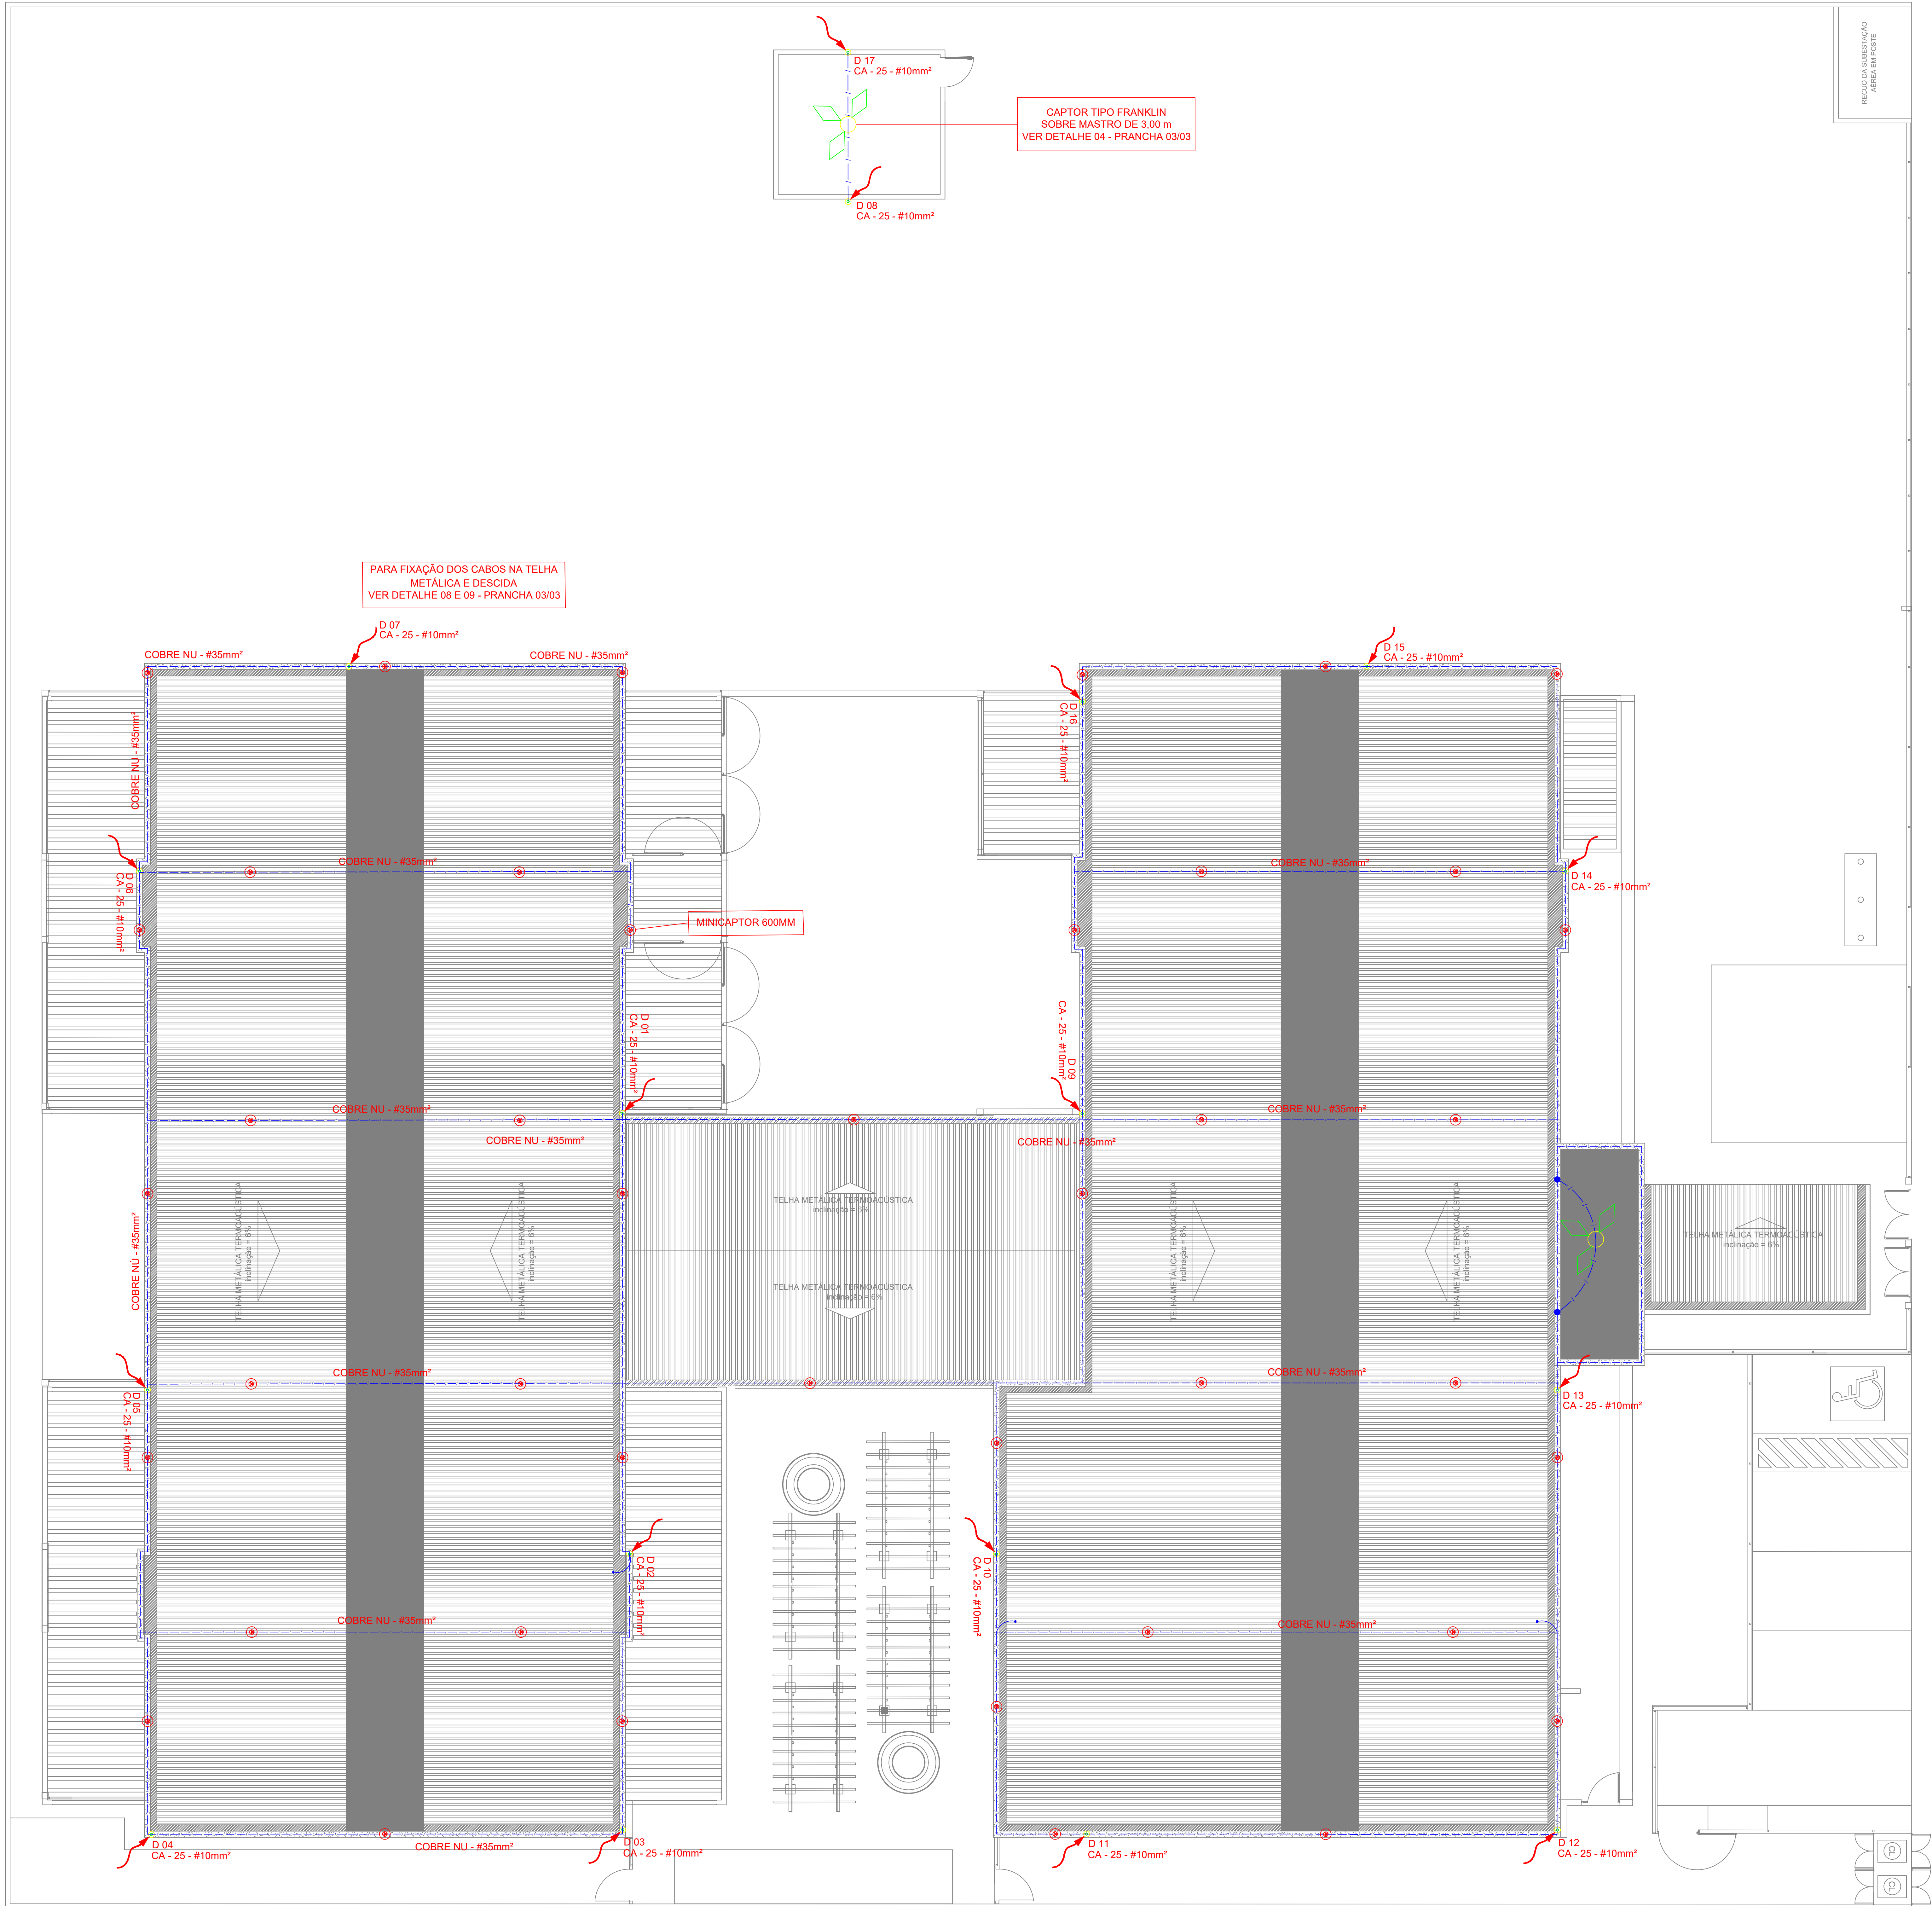 RECUO DA SUBESTAÇÃO
AÉREA EM POSTE
D 17
CA - 25 - #10mm²
CAPTOR TIPO FRANKLIN
SOBRE MASTRO DE 3,00 m
VER DETALHE 04 - PRANCHA 03/03
D 08
CA - 25 - #10mm²
PARA FIXAÇÃO DOS CABOS NA TELHA
METÁLICA E DESCIDA
VER DETALHE 08 E 09 - PRANCHA 03/03
D 07
CA - 25 - #10mm²
COBRE NU - #35mm²
COBRE NU - #35mm²
D 15
CA - 25 - #10mm²
D 16
CA - 25 - #10mm²
COBRE NU - #35mm²
COBRE NU - #35mm²
COBRE NU - #35mm²
D 06
CA - 25 - #10mm²
D 14
CA - 25 - #10mm²
MINICAPTOR 600MM
D 01
CA - 25 - #10mm²
D 09
CA - 25 - #10mm²
COBRE NU - #35mm²
COBRE NU - #35mm²
COBRE NU - #35mm²
COBRE NU - #35mm²
TELHA METÁLICA TERMOACÚSTICA
inclinação = 6%
TELHA METÁLICA TERMOACÚSTICA
inclinação = 6%
TELHA METÁLICA TERMOACÚSTICA
inclinação = 6%
TELHA METÁLICA TERMOACÚSTICA
inclinação = 6%
TELHA METÁLICA TERMOACÚSTICA
inclinação = 6%
TELHA METÁLICA TERMOACÚSTICA
inclinação = 6%
TELHA METÁLICA TERMOACÚSTICA
inclinação = 6%
COBRE NU - #35mm²
COBRE NU - #35mm²
COBRE NU - #35mm²
D 05
CA - 25 - #10mm²
D 13
CA - 25 - #10mm²
D 02
CA - 25 - #10mm²
D 10
CA - 25 - #10mm²
COBRE NU - #35mm²
COBRE NU - #35mm²
D 04
CA - 25 - #10mm²
COBRE NU - #35mm²
D 03
CA - 25 - #10mm²
D 11
CA - 25 - #10mm²
D 12
CA - 25 - #10mm²
CL
CL